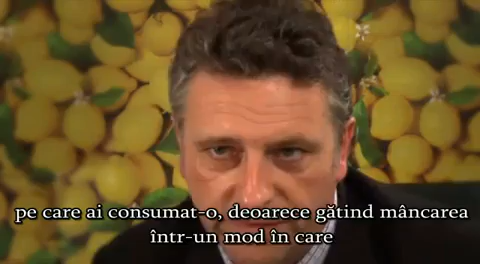 pe care ai consumat-o, deoarece gătind mâncarea
într-un mod în care